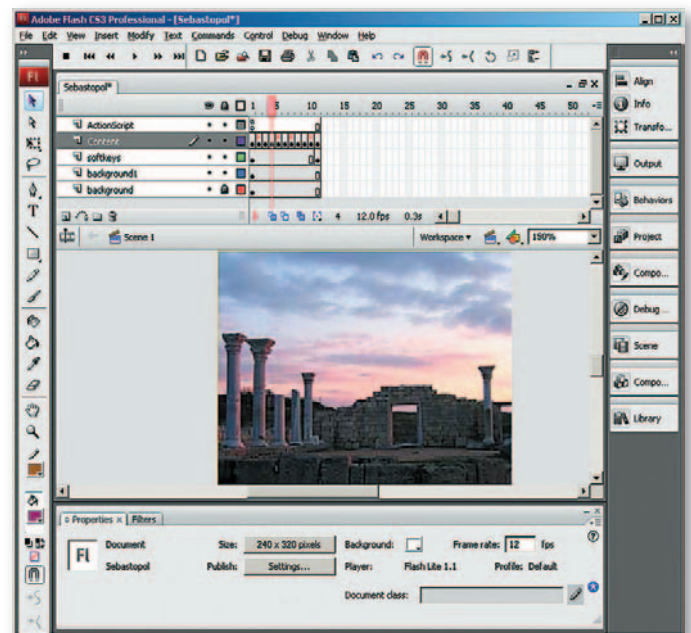 Adobe Flash CS3 Professional - [Sebastopol*]
File Edit View Insert Modify Text Commands Control Debug Window Help
Fl
Sebastopol*
1 5 10 15 20 25 30 35 40 45 50
ActionScript
Content
softkeys
background1
background
4 12.0 fps 0.3s
Scene 1
Workspace
150%
Align
Info
Transfo...
Output
Behaviors
Project
Compo...
Debug ...
Scene
Compo...
Library
Properties x Filters
Fl
Document Size: 240 x 320 pixels Background: Frame rate: 12 fps
Sebastopol Publish: Settings... Player: Flash Lite 1.1 Profile: Default
Document class: